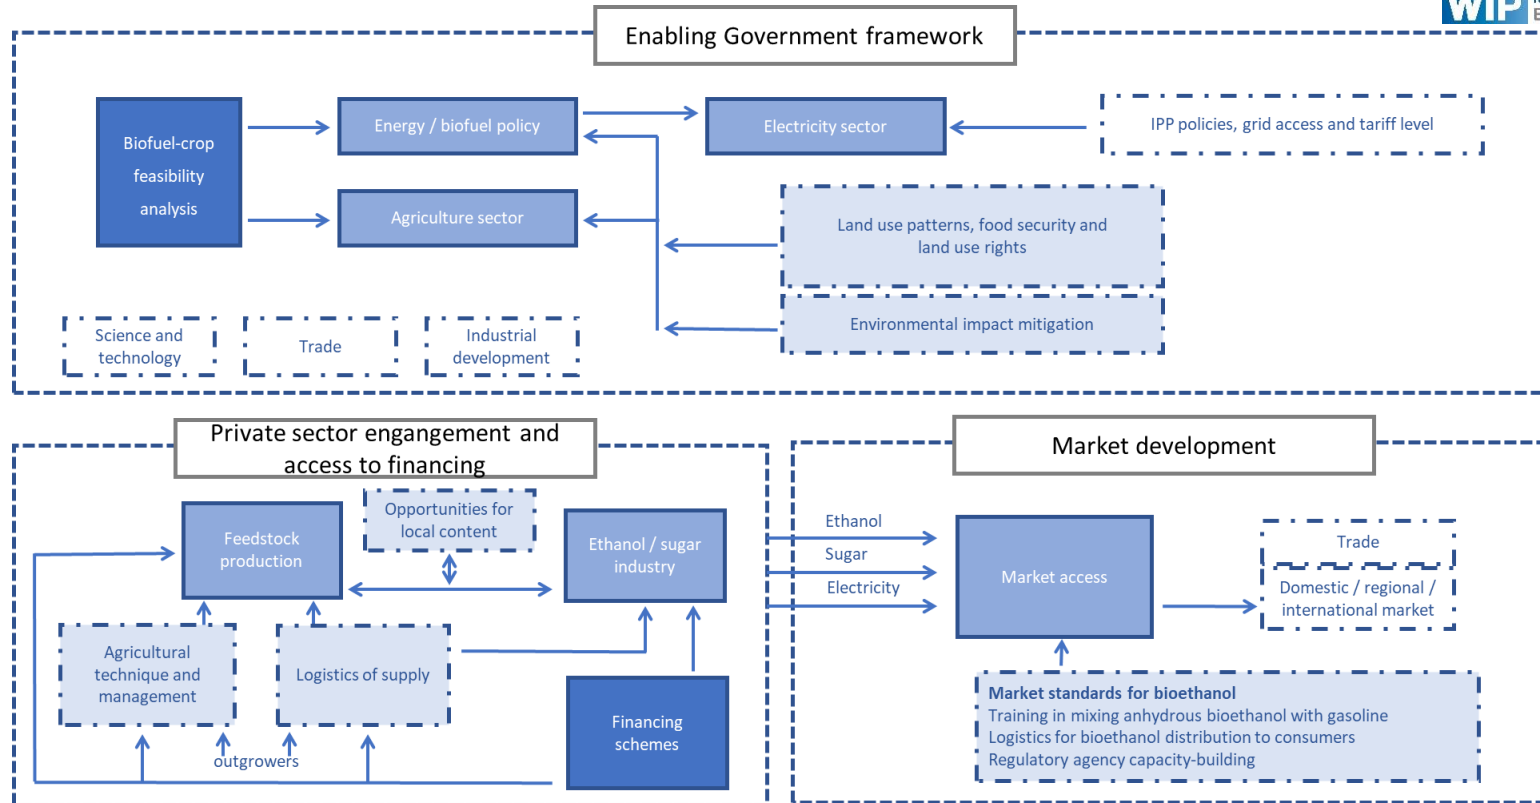 WIP
Enabling Government framework
Biofuel-crop
feasibility
analysis
Energy / biofuel policy
Electricity sector
IPP policies, grid access and tariff level
Agriculture sector
Land use patterns, food security and
land use rights
Environmental impact mitigation
Science and
technology
Trade
Industrial
development
Private sector engangement and
access to financing
Feedstock
production
Opportunities for
local content
Ethanol / sugar
industry
Agricultural
technique and
management
Logistics of supply
Financing
schemes
outgrowers
Market development
Ethanol
Sugar
Electricity
Market access
Trade
Domestic / regional /
international market
Market standards for bioethanol
Training in mixing anhydrous bioethanol with gasoline
Logistics for bioethanol distribution to consumers
Regulatory agency capacity-building